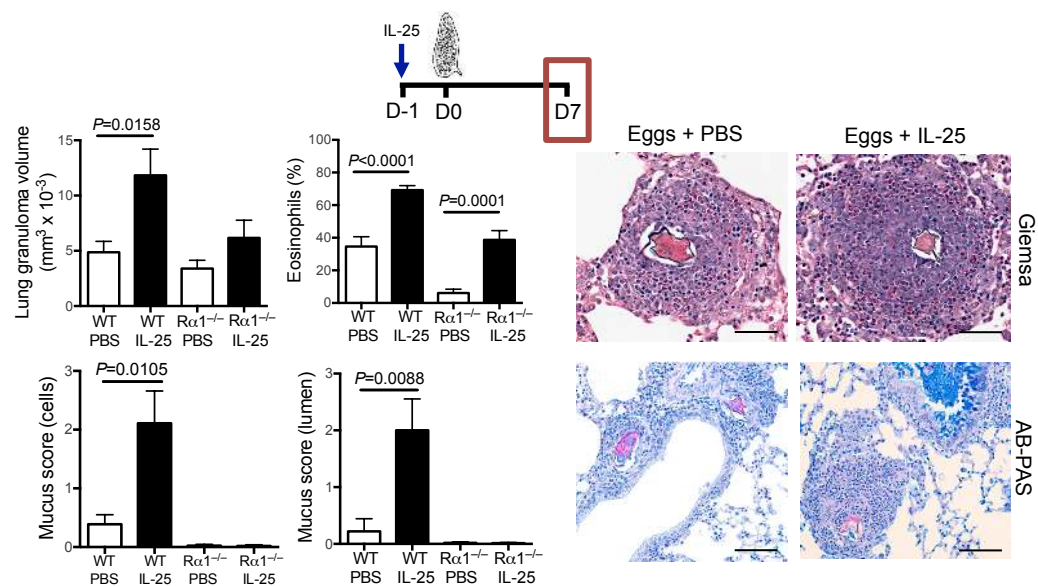 IL-25
D-1 D0 D7
Lung granuloma volume
(mm³ x 10⁻³)
15
10
5
0
P=0.0158
WT PBS
WT IL-25
Rα1⁻/⁻ PBS
Rα1⁻/⁻ IL-25
Eosinophils (%)
100
80
60
40
20
0
P<0.0001
P=0.0001
WT PBS
WT IL-25
Rα1⁻/⁻ PBS
Rα1⁻/⁻ IL-25
Eggs + PBS
Eggs + IL-25
Giemsa
Mucus score (cells)
3
2
1
0
P=0.0105
WT PBS
WT IL-25
Rα1⁻/⁻ PBS
Rα1⁻/⁻ IL-25
Mucus score (lumen)
3
2
1
0
P=0.0088
WT PBS
WT IL-25
Rα1⁻/⁻ PBS
Rα1⁻/⁻ IL-25
AB-PAS